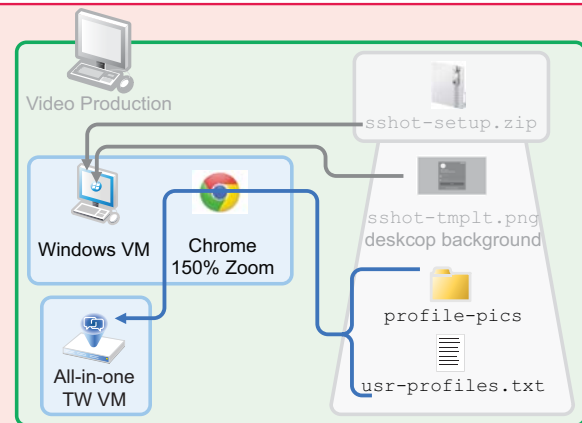 Video Production
sshot-setup.zip
sshot-tmplt.png
deskcop background
Windows VM
Chrome
150% Zoom
profile-pics
All-in-one
TW VM
usr-profiles.txt